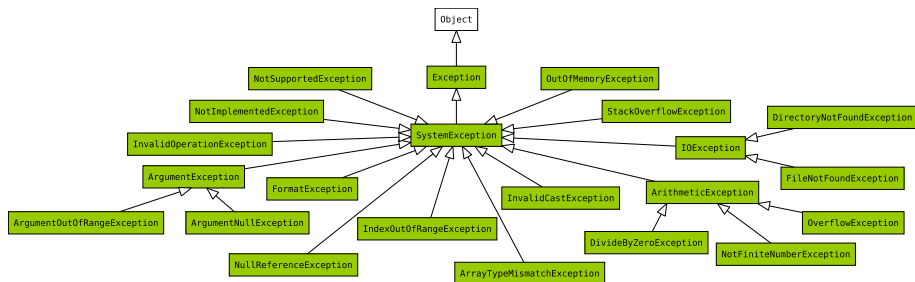 Object
Exception
NotSupportedException
OutOfMemoryException
NotImplementedException
StackOverflowException
DirectoryNotFoundException
SystemException
InvalidOperationException
IOException
ArgumentException
FileNotFoundException
FormatException
ArithmeticException
InvalidCastException
ArgumentOutOfRangeException
ArgumentNullException
OverflowException
IndexOutOfRangeException
DivideByZeroException
NotFiniteNumberException
NullReferenceException
ArrayTypeMismatchException